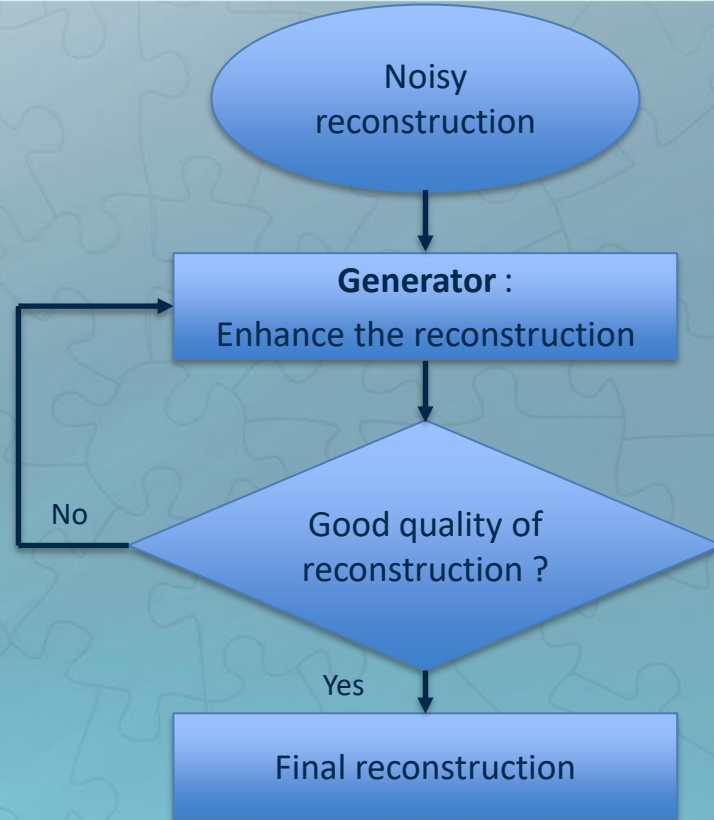 Noisy
reconstruction
Generator :
Enhance the reconstruction
Good quality of
reconstruction ?
No
Yes
Final reconstruction